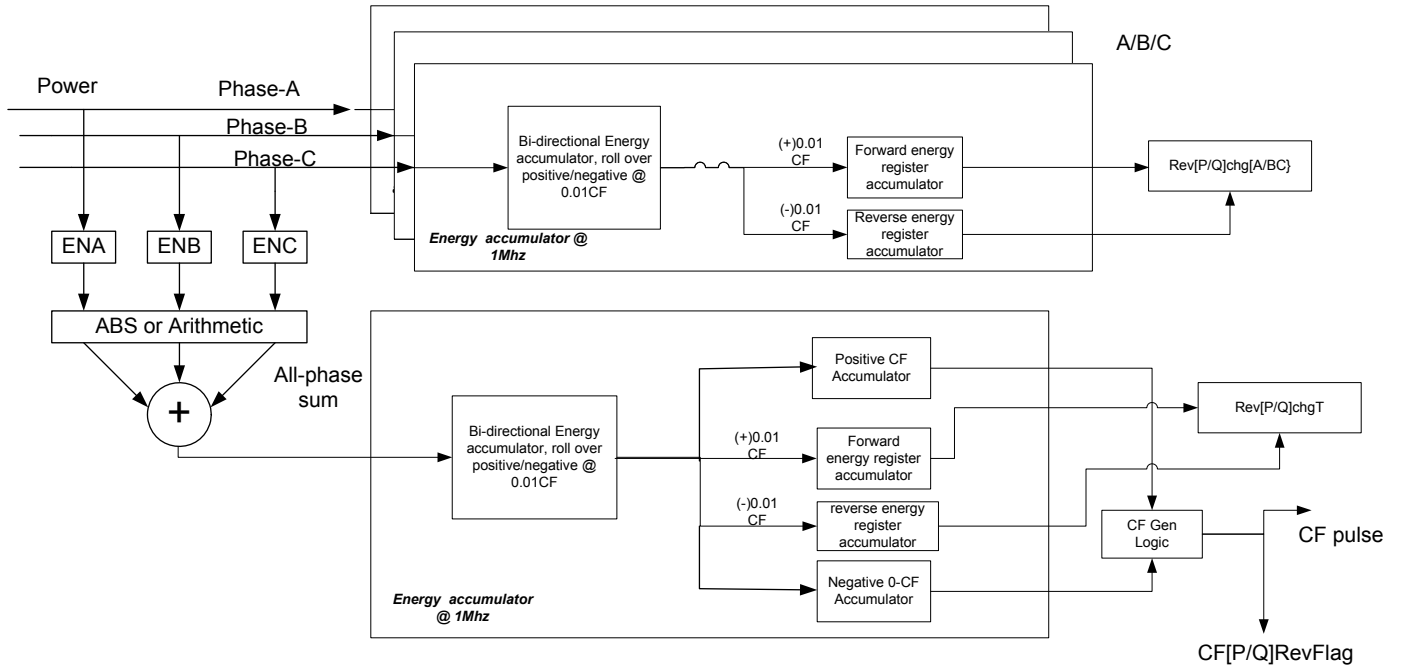 A/B/C
Power
Phase-A
Phase-B
Phase-C
Bi-directional Energy
accumulator, roll over
positive/negative @
0.01CF
(+)0.01
CF
Forward energy
register
accumulator
Rev[P/Q]chg[A/BC}
(-)0.01
CF
Reverse energy
register
accumulator
Energy accumulator @
1Mhz
ENA
ENB
ENC
ABS or Arithmetic
All-phase
sum
+
Bi-directional Energy
accumulator, roll over
positive/negative @
0.01CF
Positive CF
Accumulator
(+)0.01
CF
Forward
energy register
accumulator
Rev[P/Q]chgT
(-)0.01
CF
reverse energy
register
accumulator
CF Gen
Logic
CF pulse
Negative 0-CF
Accumulator
Energy accumulator
@ 1Mhz
CF[P/Q]RevFlag